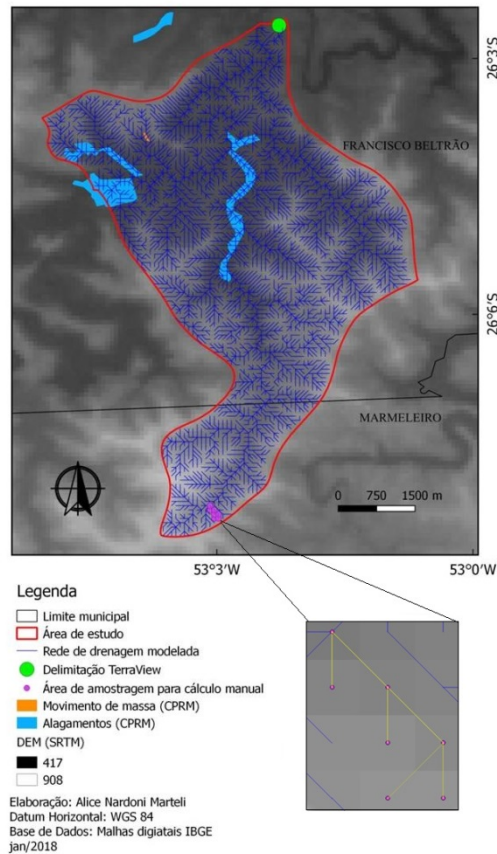 26°3'S
FRANCISCO BELTRÃO
26°6'S
MARMELEIRO
0 750 1500 m
53°3'W 53°0'W
Legenda
Limite municipal
Área de estudo
Rede de drenagem modelada
Delimitação TerraView
Área de amostragem para cálculo manual
Movimento de massa (CPRM)
Alagamentos (CPRM)
DEM (SRTM)
417
908
Elaboração: Alice Nardoni Marteli
Datum Horizontal: WGS 84
Base de Dados: Malhas digiatais IBGE
jan/2018